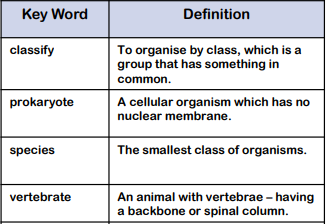 Key Word Definition
classify To organise by class, which is a
group that has something in
common.
prokaryote A cellular organism which has no
nuclear membrane.
species The smallest class of organisms.
vertebrate An animal with vertebrae – having
a backbone or spinal column.